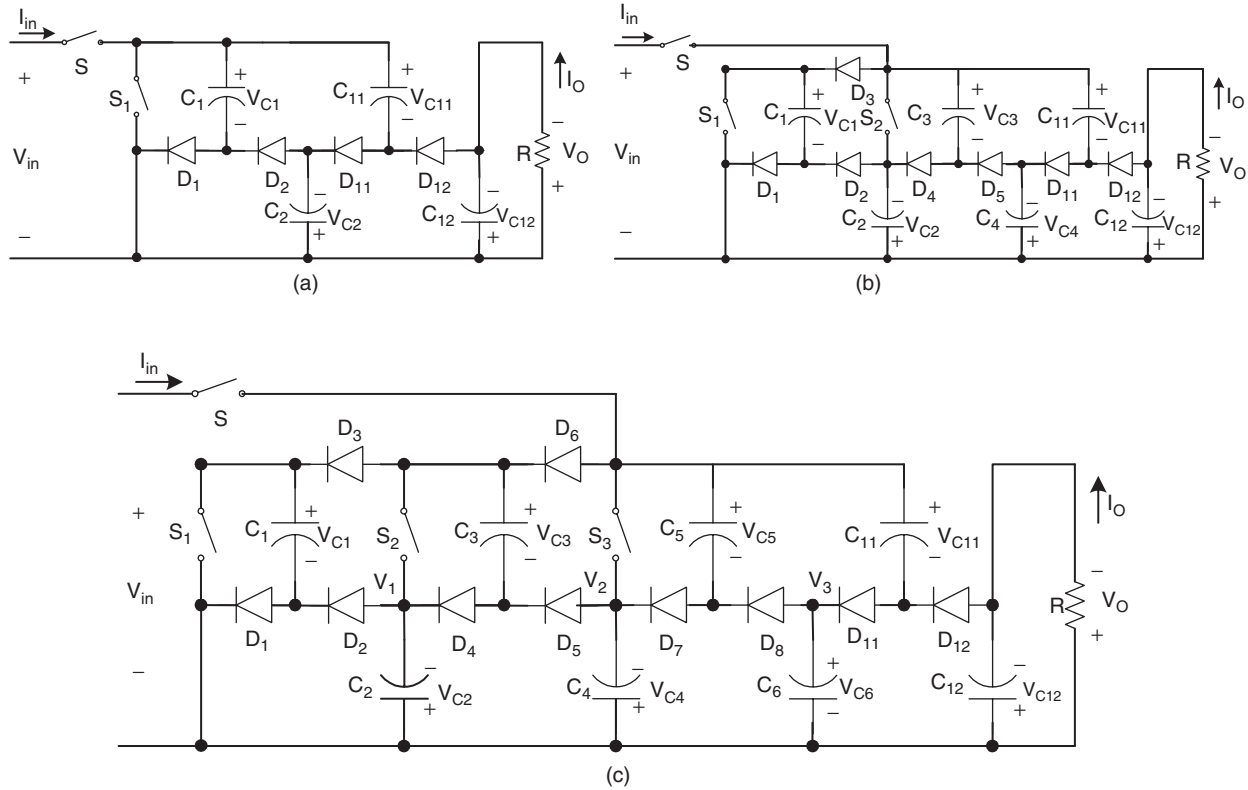 I_in
S
+
V_in
−
S_1
C_1
+
V_C1
−
C_11
+
V_C11
−
D_1
D_2
D_11
D_12
C_2
−
V_C2
+
C_12
−
V_C12
+
R
−
V_O
+
I_O
(a)
I_in
S
+
V_in
−
S_1
C_1
+
V_C1
−
D_3
S_2
C_3
+
V_C3
−
C_11
+
V_C11
−
D_1
D_2
D_4
D_5
D_11
D_12
C_2
−
V_C2
+
C_4
−
V_C4
+
C_12
−
V_C12
+
R
−
V_O
+
I_O
(b)
I_in
S
+
V_in
−
D_3
D_6
S_1
C_1
+
V_C1
−
S_2
C_3
+
V_C3
−
S_3
C_5
+
V_C5
−
C_11
+
V_C11
−
V_1
V_2
V_3
D_1
D_2
D_4
D_5
D_7
D_8
D_11
D_12
C_2
−
V_C2
+
C_4
−
V_C4
+
C_6
+
V_C6
−
C_12
−
V_C12
+
R
−
V_O
+
I_O
(c)